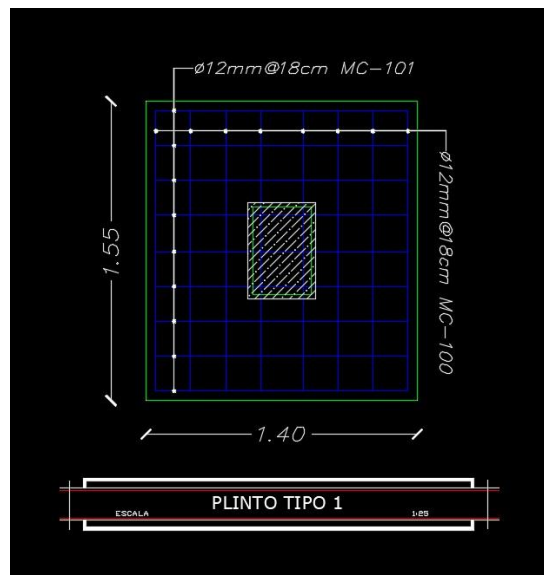 ø12mm@18cm MC-101
ø12mm@18cm MC-100
1.55
1.40
PLINTO TIPO 1
ESCALA 1:25